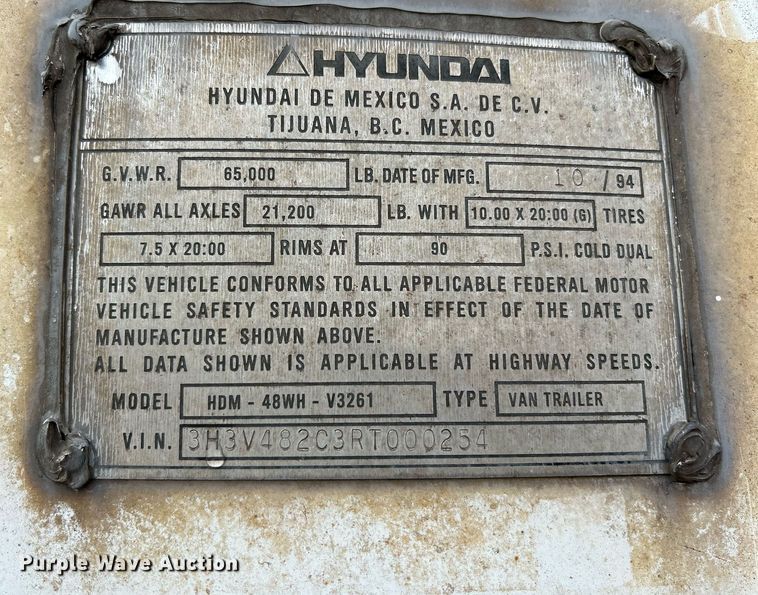 HYUNDAI
HYUNDAI DE MEXICO S.A. DE C.V.
TIJUANA, B.C. MEXICO
G.V.W.R. 65,000 LB. DATE OF MFG. 10 / 94
GAWR ALL AXLES 21,200 LB. WITH 10.00 X 20:00 (G) TIRES
7.5 X 20:00 RIMS AT 90 P.S.I. COLD DUAL
THIS VEHICLE CONFORMS TO ALL APPLICABLE FEDERAL MOTOR
VEHICLE SAFETY STANDARDS IN EFFECT OF THE DATE OF
MANUFACTURE SHOWN ABOVE.
ALL DATA SHOWN IS APPLICABLE AT HIGHWAY SPEEDS.
MODEL HDM - 48WH - V3261 TYPE VAN TRAILER
V.I.N. 3H3V482C3RT000254
Purple Wave Auction